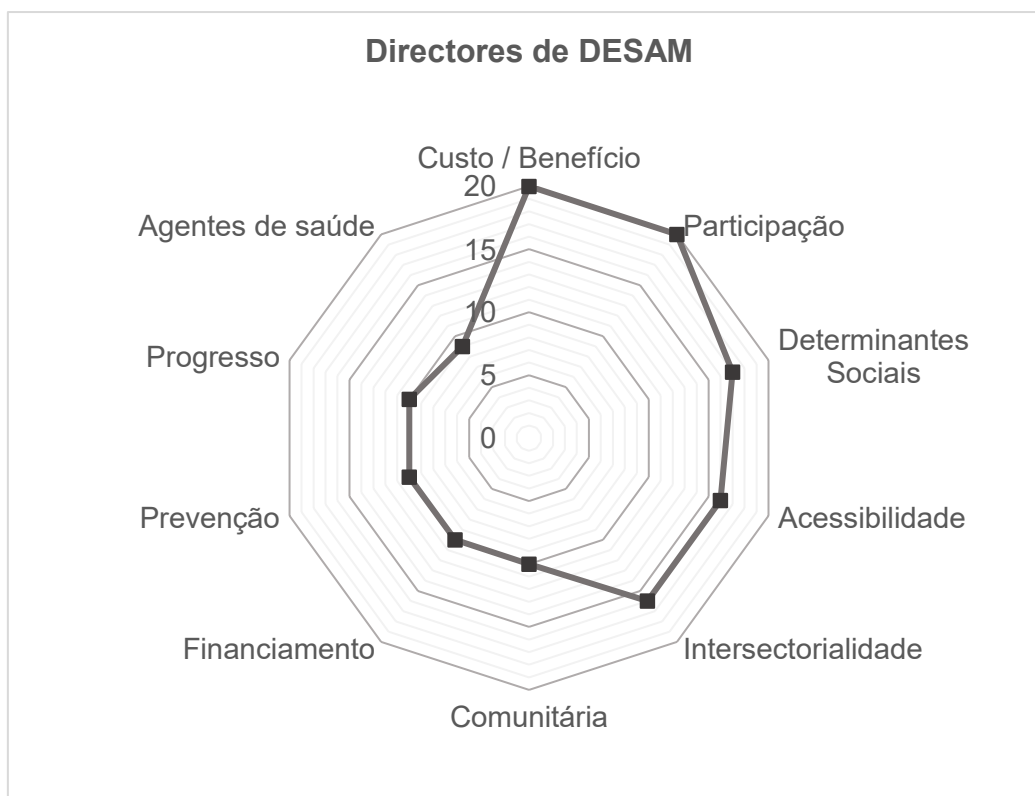 Directores de DESAM
Custo / Benefício
20
Agentes de saúde
Participação
15
10
Progresso
Determinantes
Sociais
5
0
Prevenção
Acessibilidade
Financiamento
Intersectorialidade
Comunitária